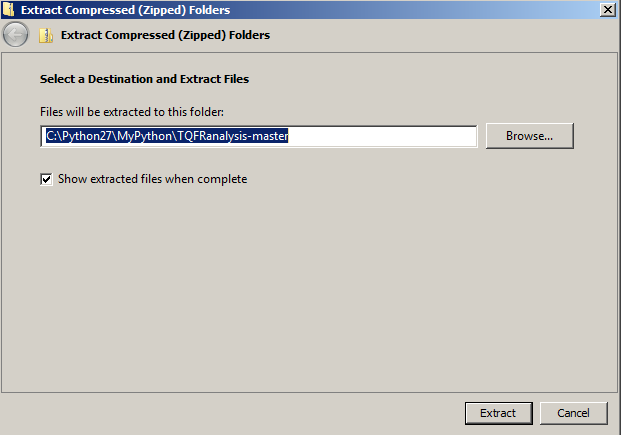 Extract Compressed (Zipped) Folders
Extract Compressed (Zipped) Folders
Select a Destination and Extract Files
Files will be extracted to this folder:
C:\Python27\MyPython\TQFRanalysis-master
Browse...
Show extracted files when complete
Extract
Cancel